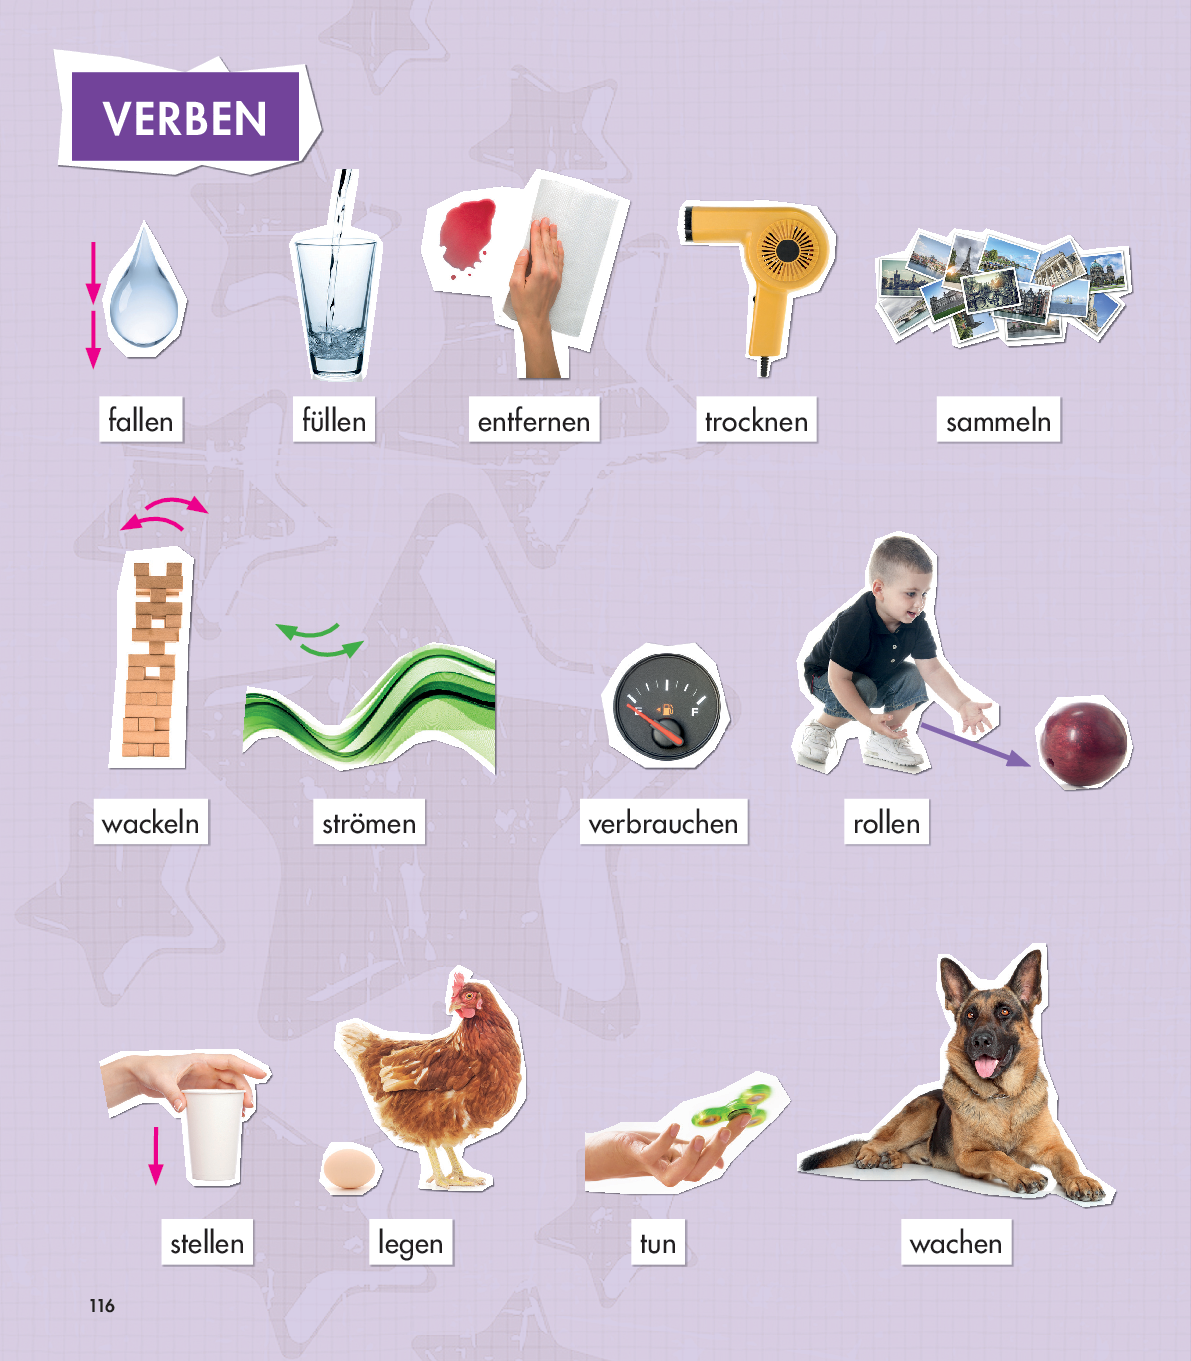 VERBEN
fallen
füllen
entfernen
trocknen
sammeln
E
F
wackeln
strömen
verbrauchen
rollen
stellen
legen
tun
wachen
116